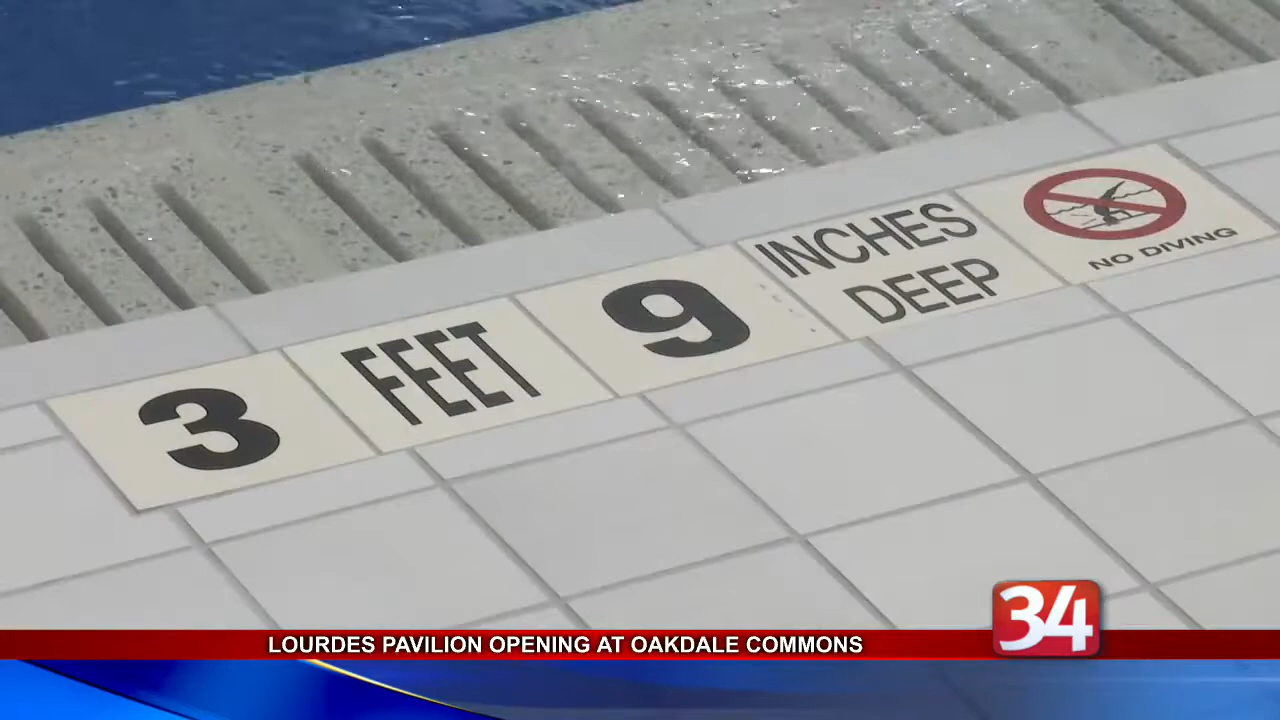 3 FEET 9 INCHES
DEEP
NO DIVING
34
LOURDES PAVILION OPENING AT OAKDALE COMMONS